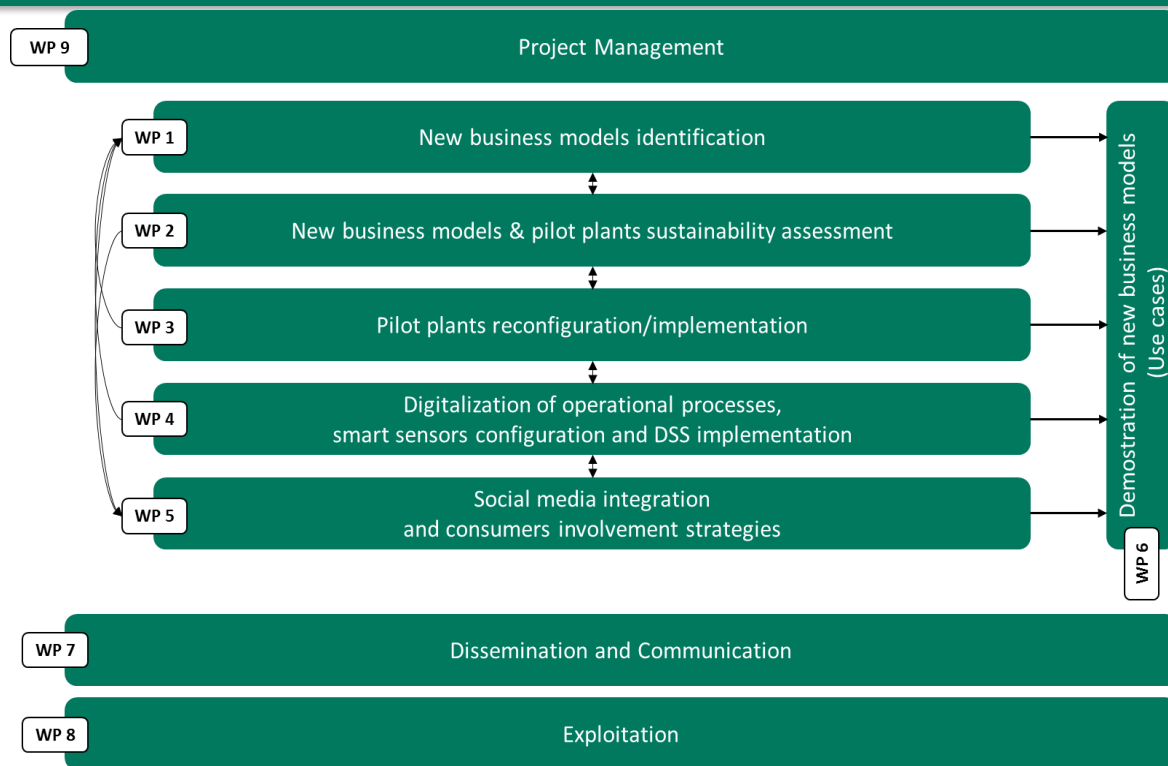 WP 9
Project Management
WP 1
New business models identification
WP 2
New business models & pilot plants sustainability assessment
WP 3
Pilot plants reconfiguration/implementation
WP 4
Digitalization of operational processes,
smart sensors configuration and DSS implementation
WP 5
Social media integration
and consumers involvement strategies
Demostration of new business models
(Use cases)
WP 6
WP 7
Dissemination and Communication
WP 8
Exploitation